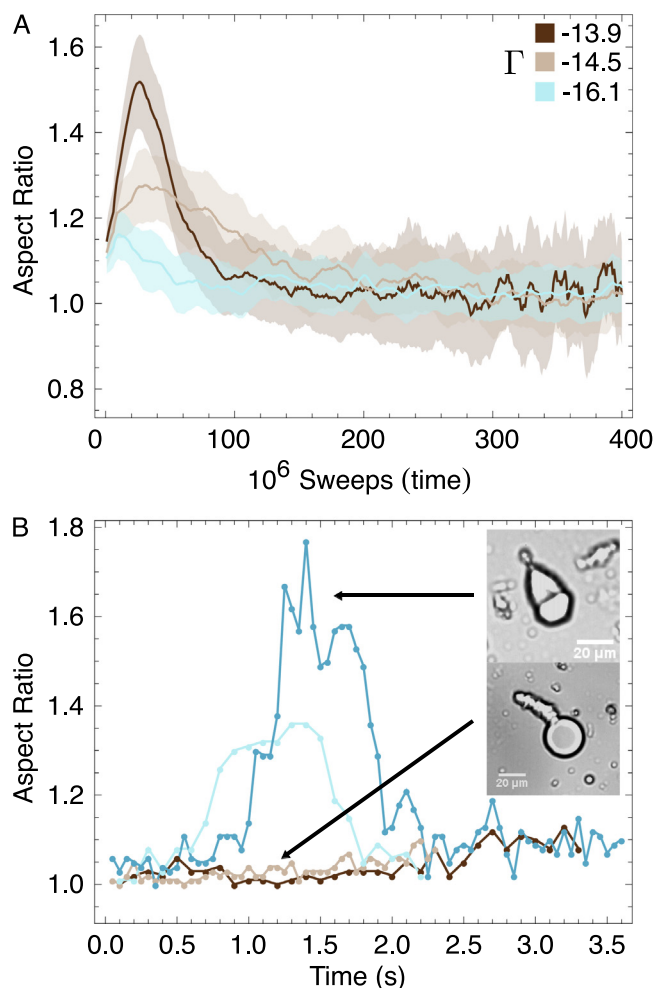 A
Aspect Ratio
1.6
1.4
1.2
1.0
0.8
Γ
-13.9
-14.5
-16.1
0
100
200
300
400
10⁶ Sweeps (time)
B
Aspect Ratio
1.8
1.6
1.4
1.2
1.0
20 µm
20 µm
0.0 0.5 1.0 1.5 2.0 2.5 3.0 3.5
Time (s)